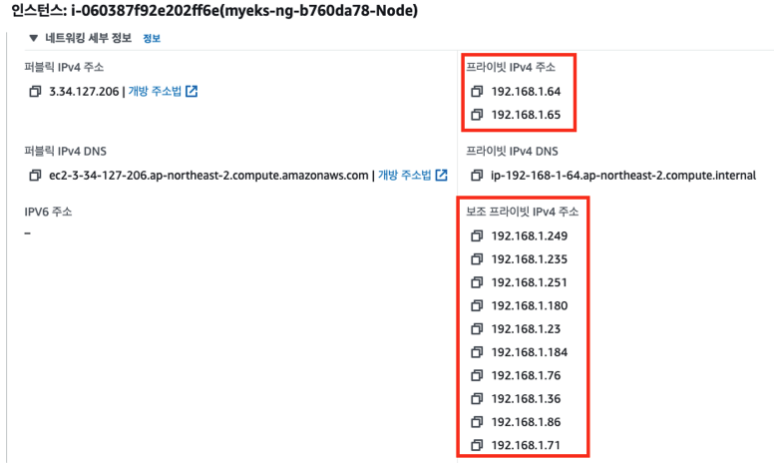 인스턴스: i-060387f92e202ff6e(myeks-ng-b760da78-Node)
▼ 네트워킹 세부 정보 정보
퍼블릭 IPv4 주소
3.34.127.206 | 개방 주소법
프라이빗 IPv4 주소
192.168.1.64
192.168.1.65
퍼블릭 IPv4 DNS
ec2-3-34-127-206.ap-northeast-2.compute.amazonaws.com | 개방 주소법
프라이빗 IPv4 DNS
ip-192-168-1-64.ap-northeast-2.compute.internal
IPV6 주소
–
보조 프라이빗 IPv4 주소
192.168.1.249
192.168.1.235
192.168.1.251
192.168.1.180
192.168.1.23
192.168.1.184
192.168.1.76
192.168.1.36
192.168.1.86
192.168.1.71